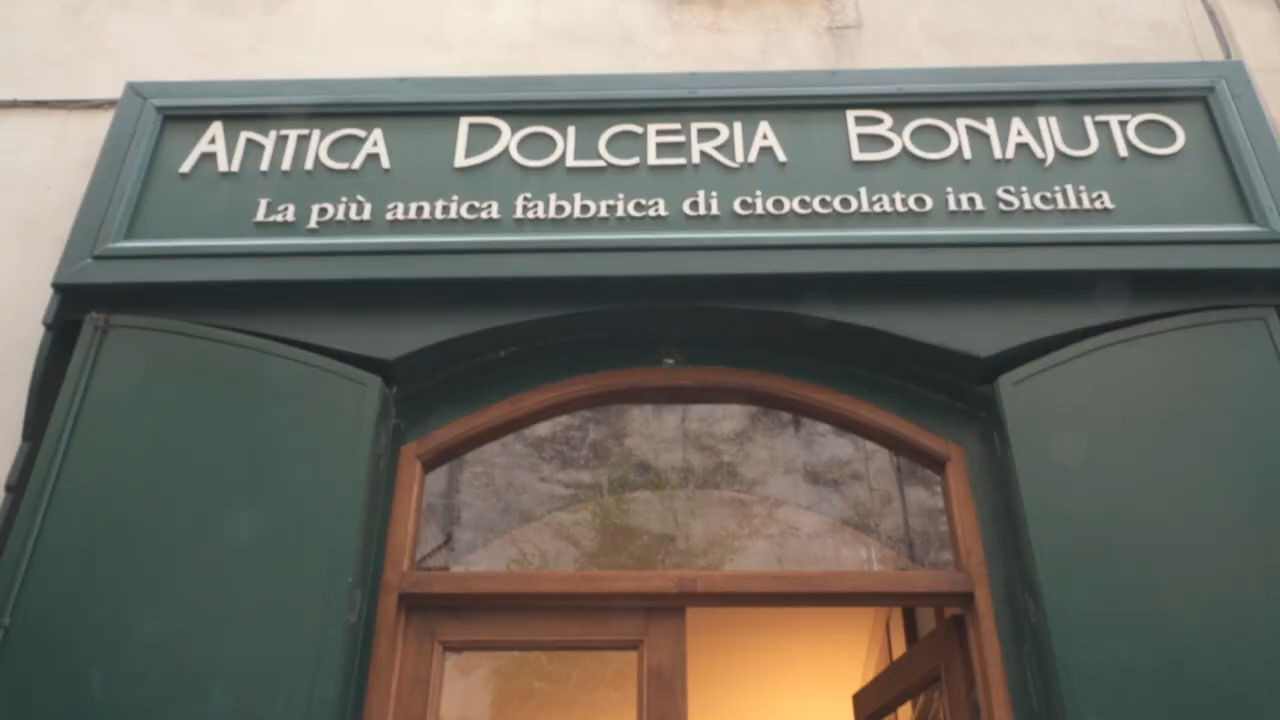 ANTICA DOLCERIA BONAJUTO
La più antica fabbrica di cioccolato in Sicilia